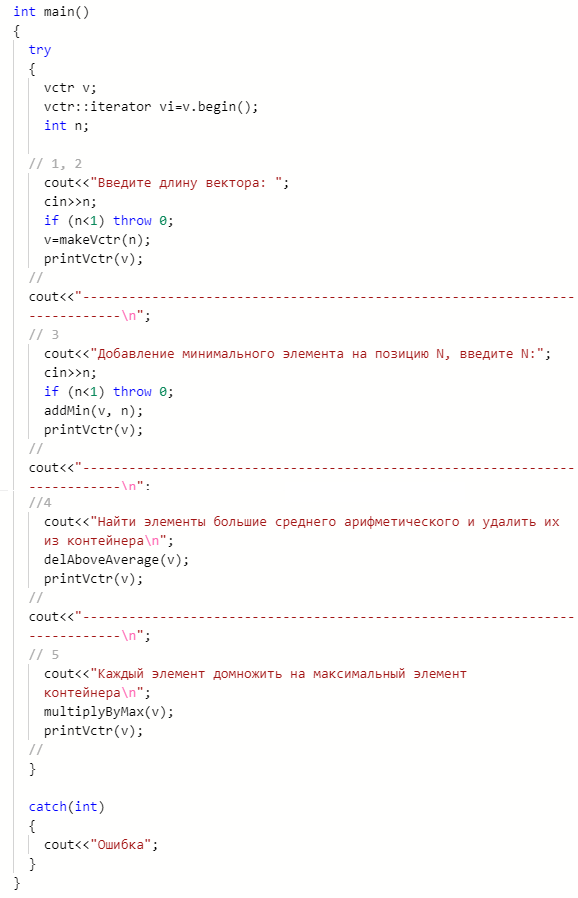 int main()
{
try
{
vctr v;
vctr::iterator vi=v.begin();
int n;
// 1, 2
cout<<"Введите длину вектора: ";
cin>>n;
if (n<1) throw 0;
v=makeVctr(n);
printVctr(v);
//
cout<<"----------------------------------------------------------------
------------\n";
// 3
cout<<"Добавление минимального элемента на позицию N, введите N:";
cin>>n;
if (n<1) throw 0;
addMin(v, n);
printVctr(v);
//
cout<<"----------------------------------------------------------------
------------\n";
//4
cout<<"Найти элементы большие среднего арифметического и удалить их
из контейнера\n";
delAboveAverage(v);
printVctr(v);
//
cout<<"----------------------------------------------------------------
------------\n";
// 5
cout<<"Каждый элемент домножить на максимальный элемент
контейнера\n";
multiplyByMax(v);
printVctr(v);
//
}
catch(int)
{
cout<<"Ошибка";
}
}